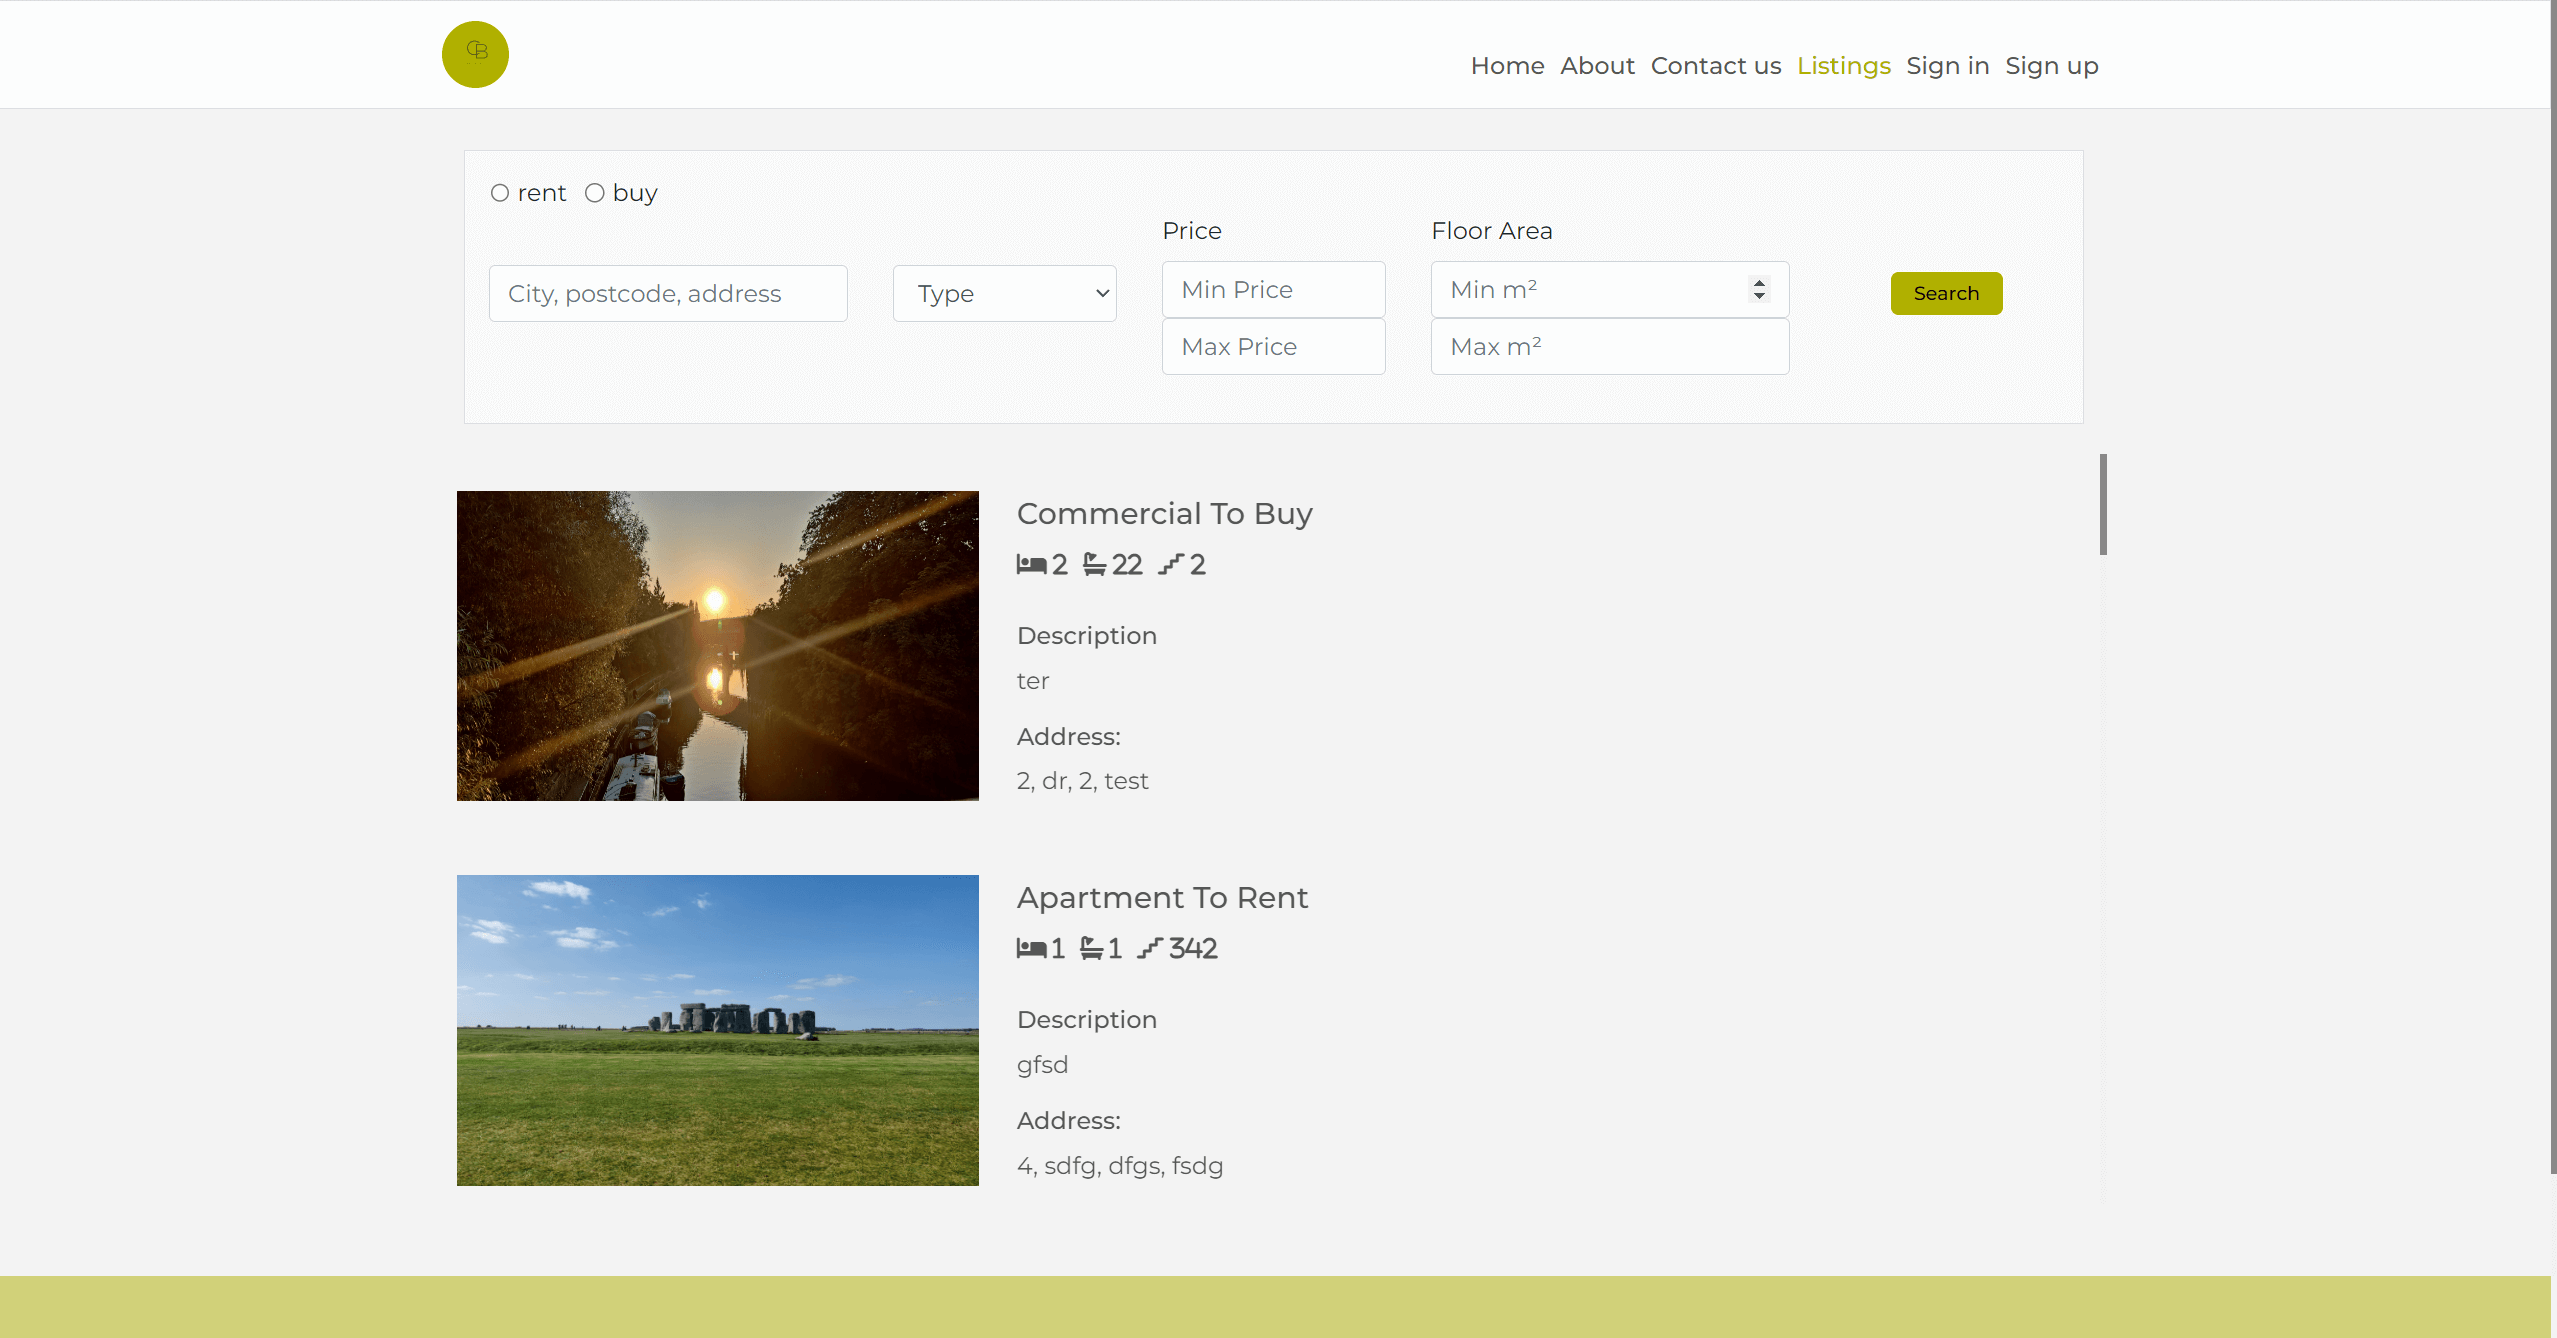 CB
Home About Contact us Listings Sign in Sign up
rent buy
Price Floor Area
City, postcode, address Type Min Price Min m² Search
Max Price Max m²
Commercial To Buy
2 22 2
Description
ter
Address:
2, dr, 2, test
Apartment To Rent
1 1 342
Description
gfsd
Address:
4, sdfg, dfgs, fsdg